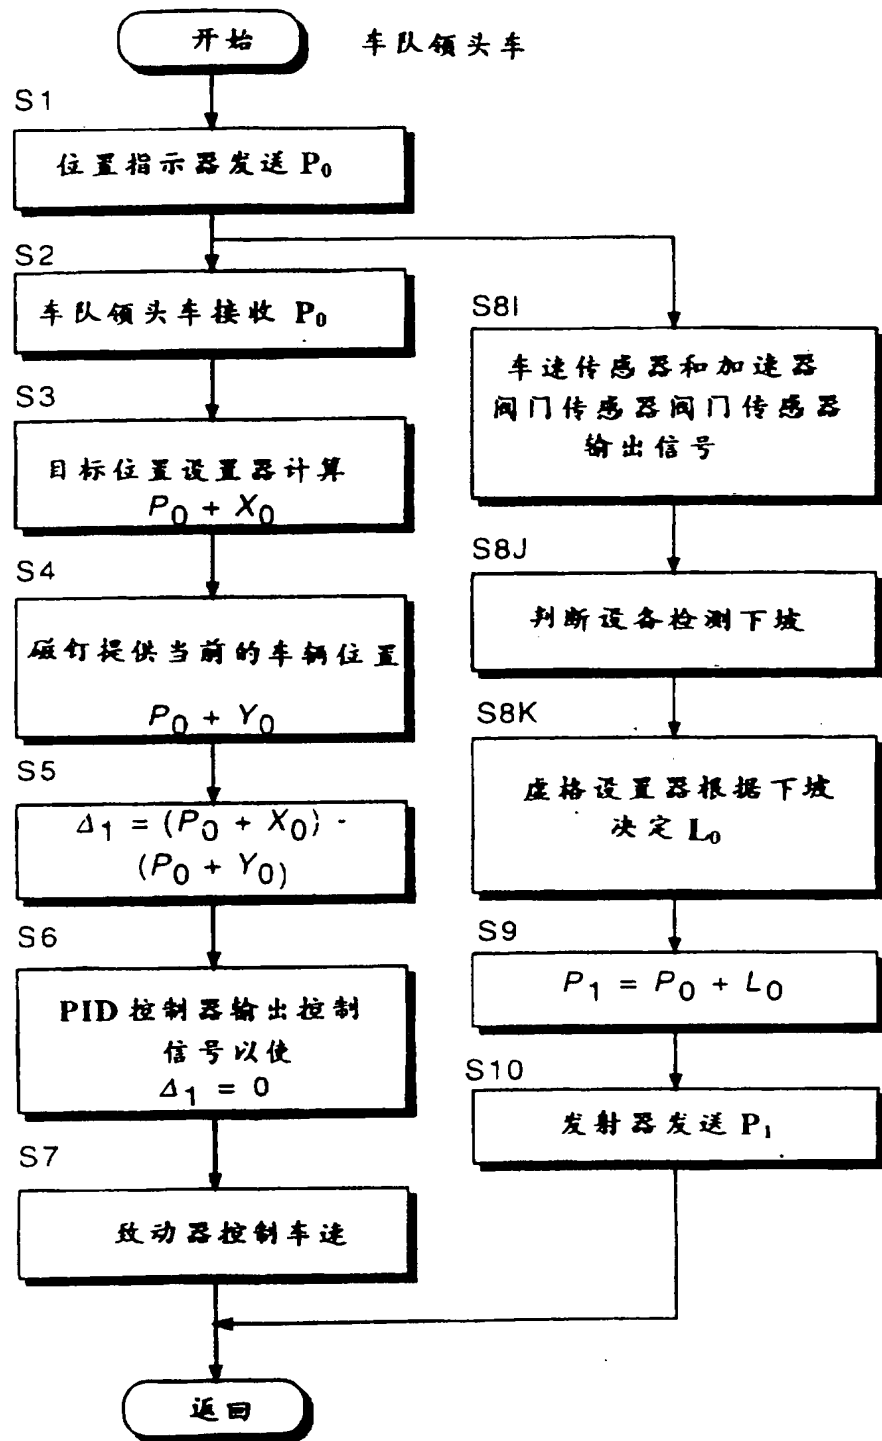 开始
车队领头车
S1
位置指示器发送 P₀
S2
车队领头车接收 P₀
S3
目标位置设置器计算
P₀ + X₀
S4
磁钉提供当前的车辆位置
P₀ + Y₀
S5
Δ₁ = (P₀ + X₀) -
(P₀ + Y₀)
S6
PID 控制器输出控制
信号以使
Δ₁ = 0
S7
致动器控制车速
S8I
车速传感器和加速器
阀门传感器阀门传感器
输出信号
S8J
判断设备检测下坡
S8K
虚格设置器根据下坡
决定 L₀
S9
P₁ = P₀ + L₀
S10
发射器发送 P₁
返回